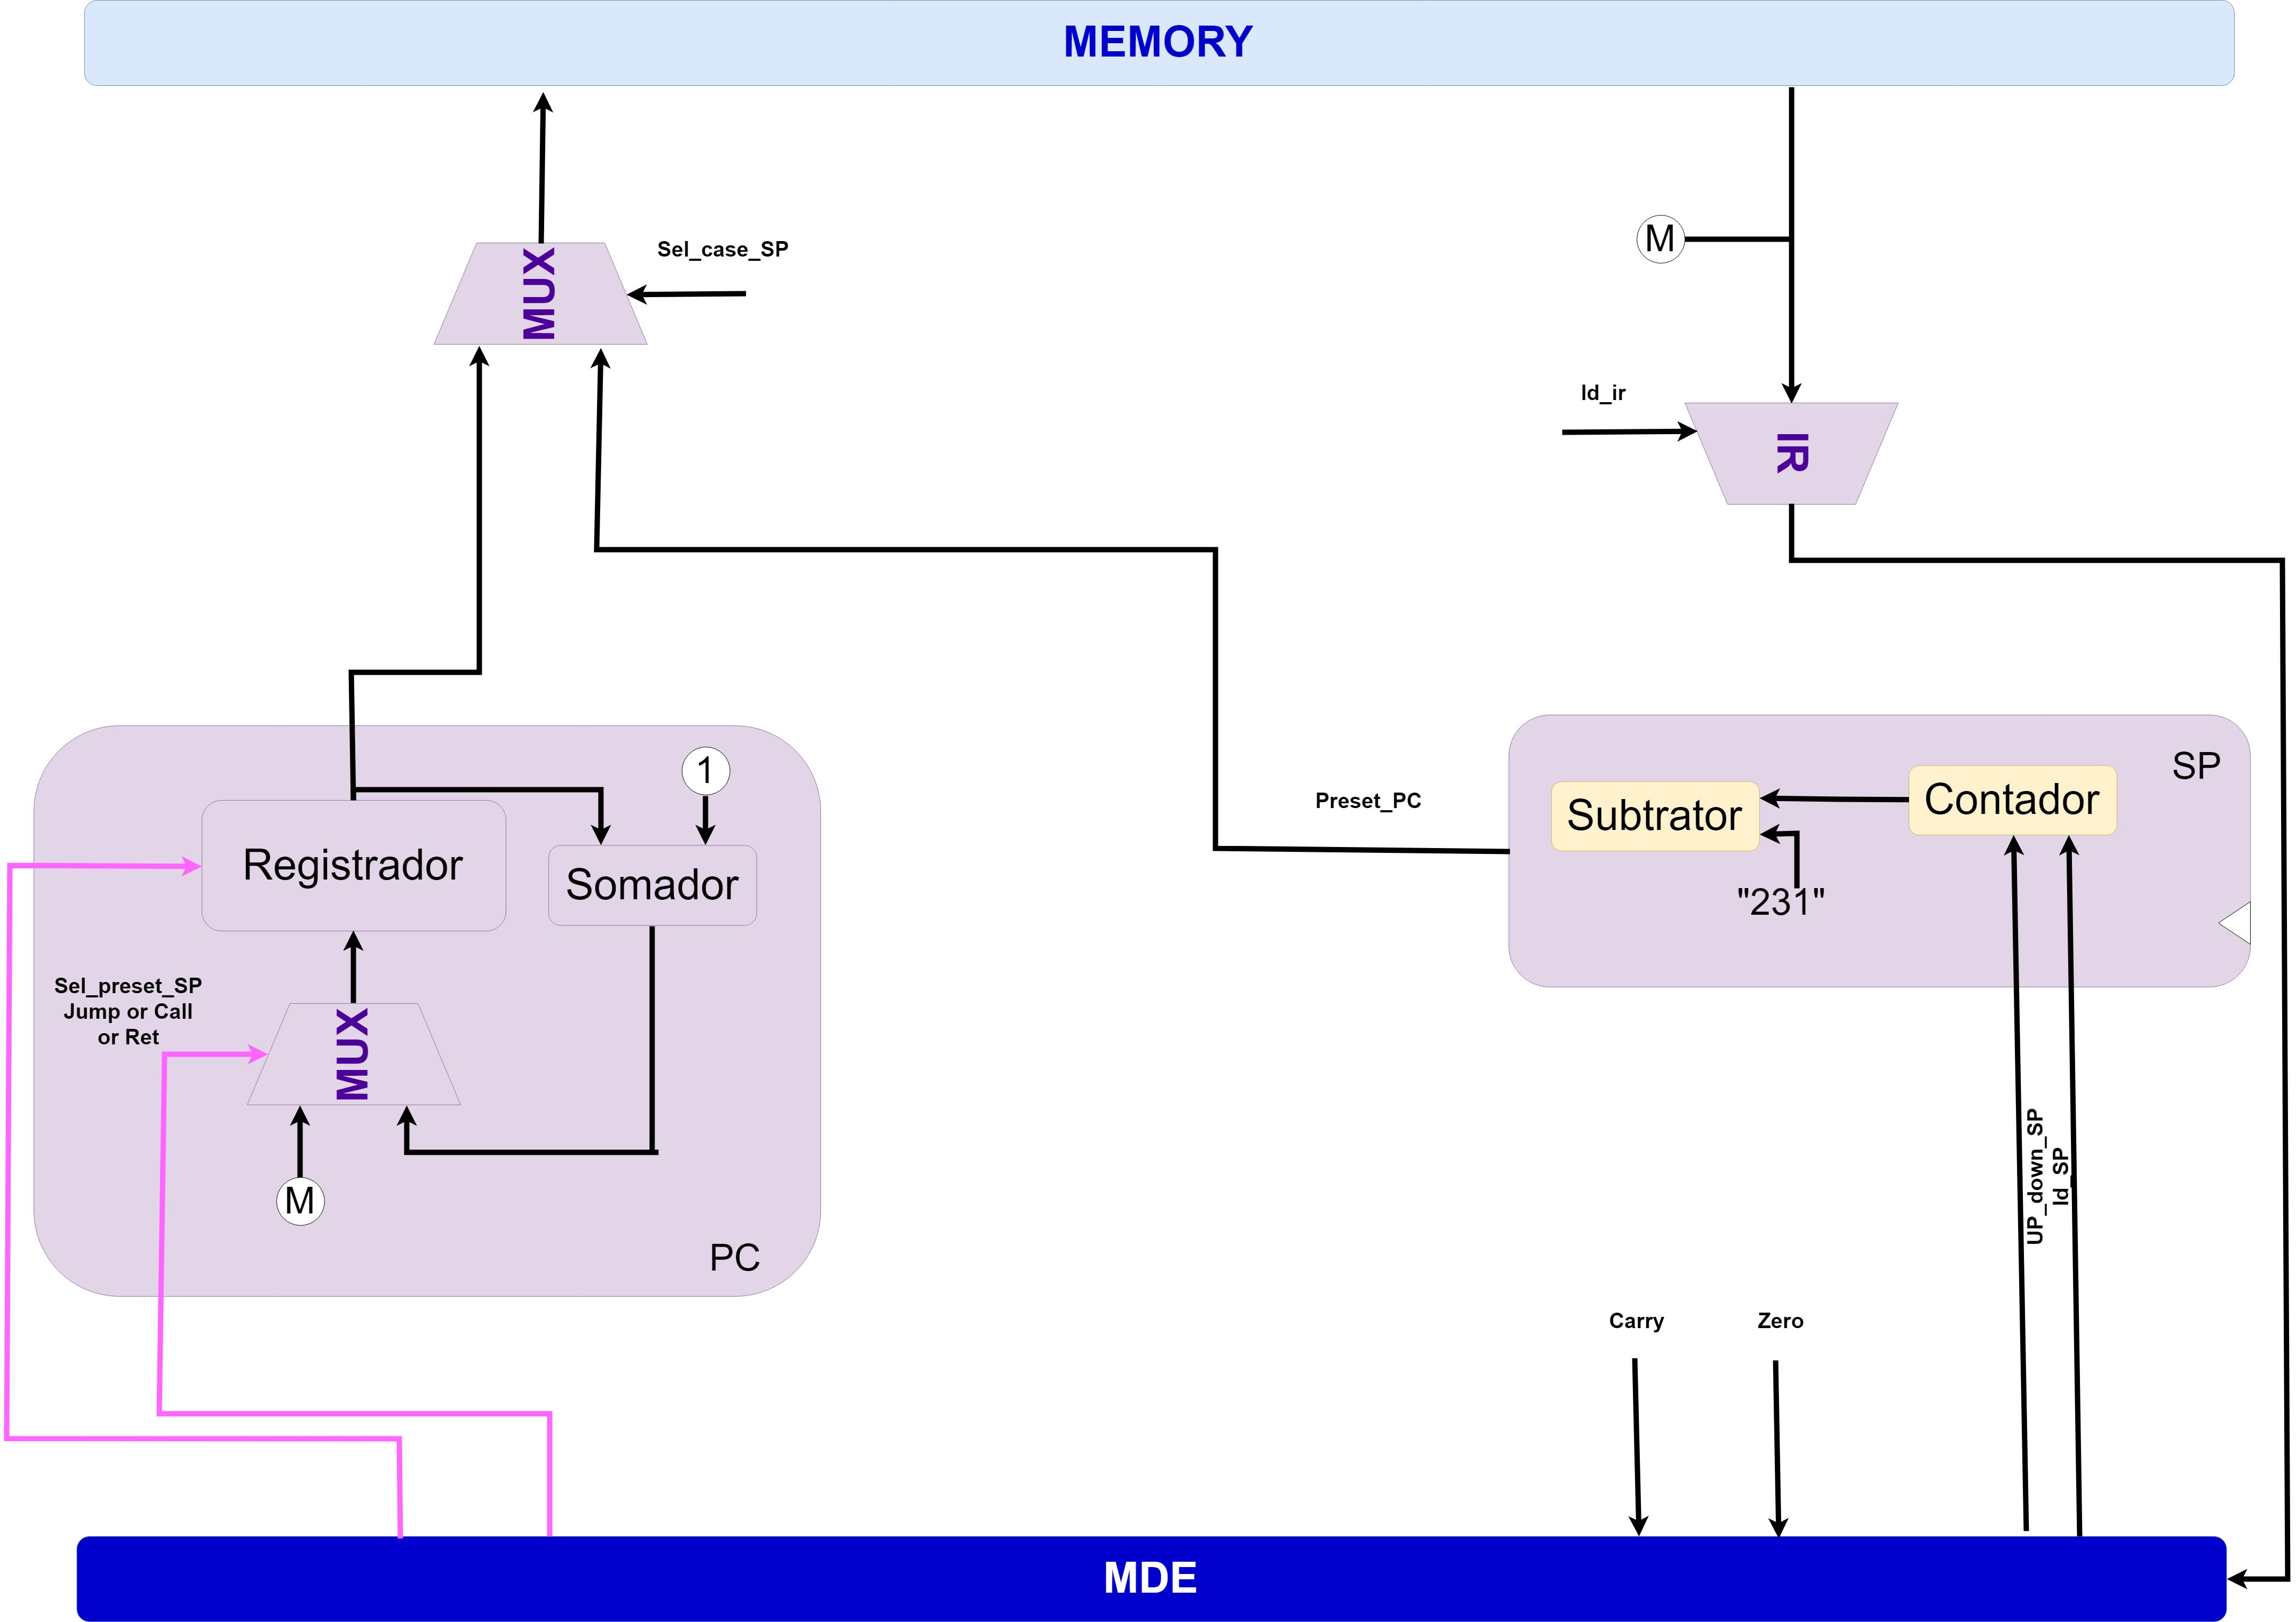 MEMORY
MUX
Sel_case_SP
M
ld_ir
IR
1
Registrador
Somador
Sel_preset_SP
Jump or Call
or Ret
MUX
M
PC
Preset_PC
SP
Subtrator
Contador
"231"
UP_down_SP
ld_SP
Carry
Zero
MDE